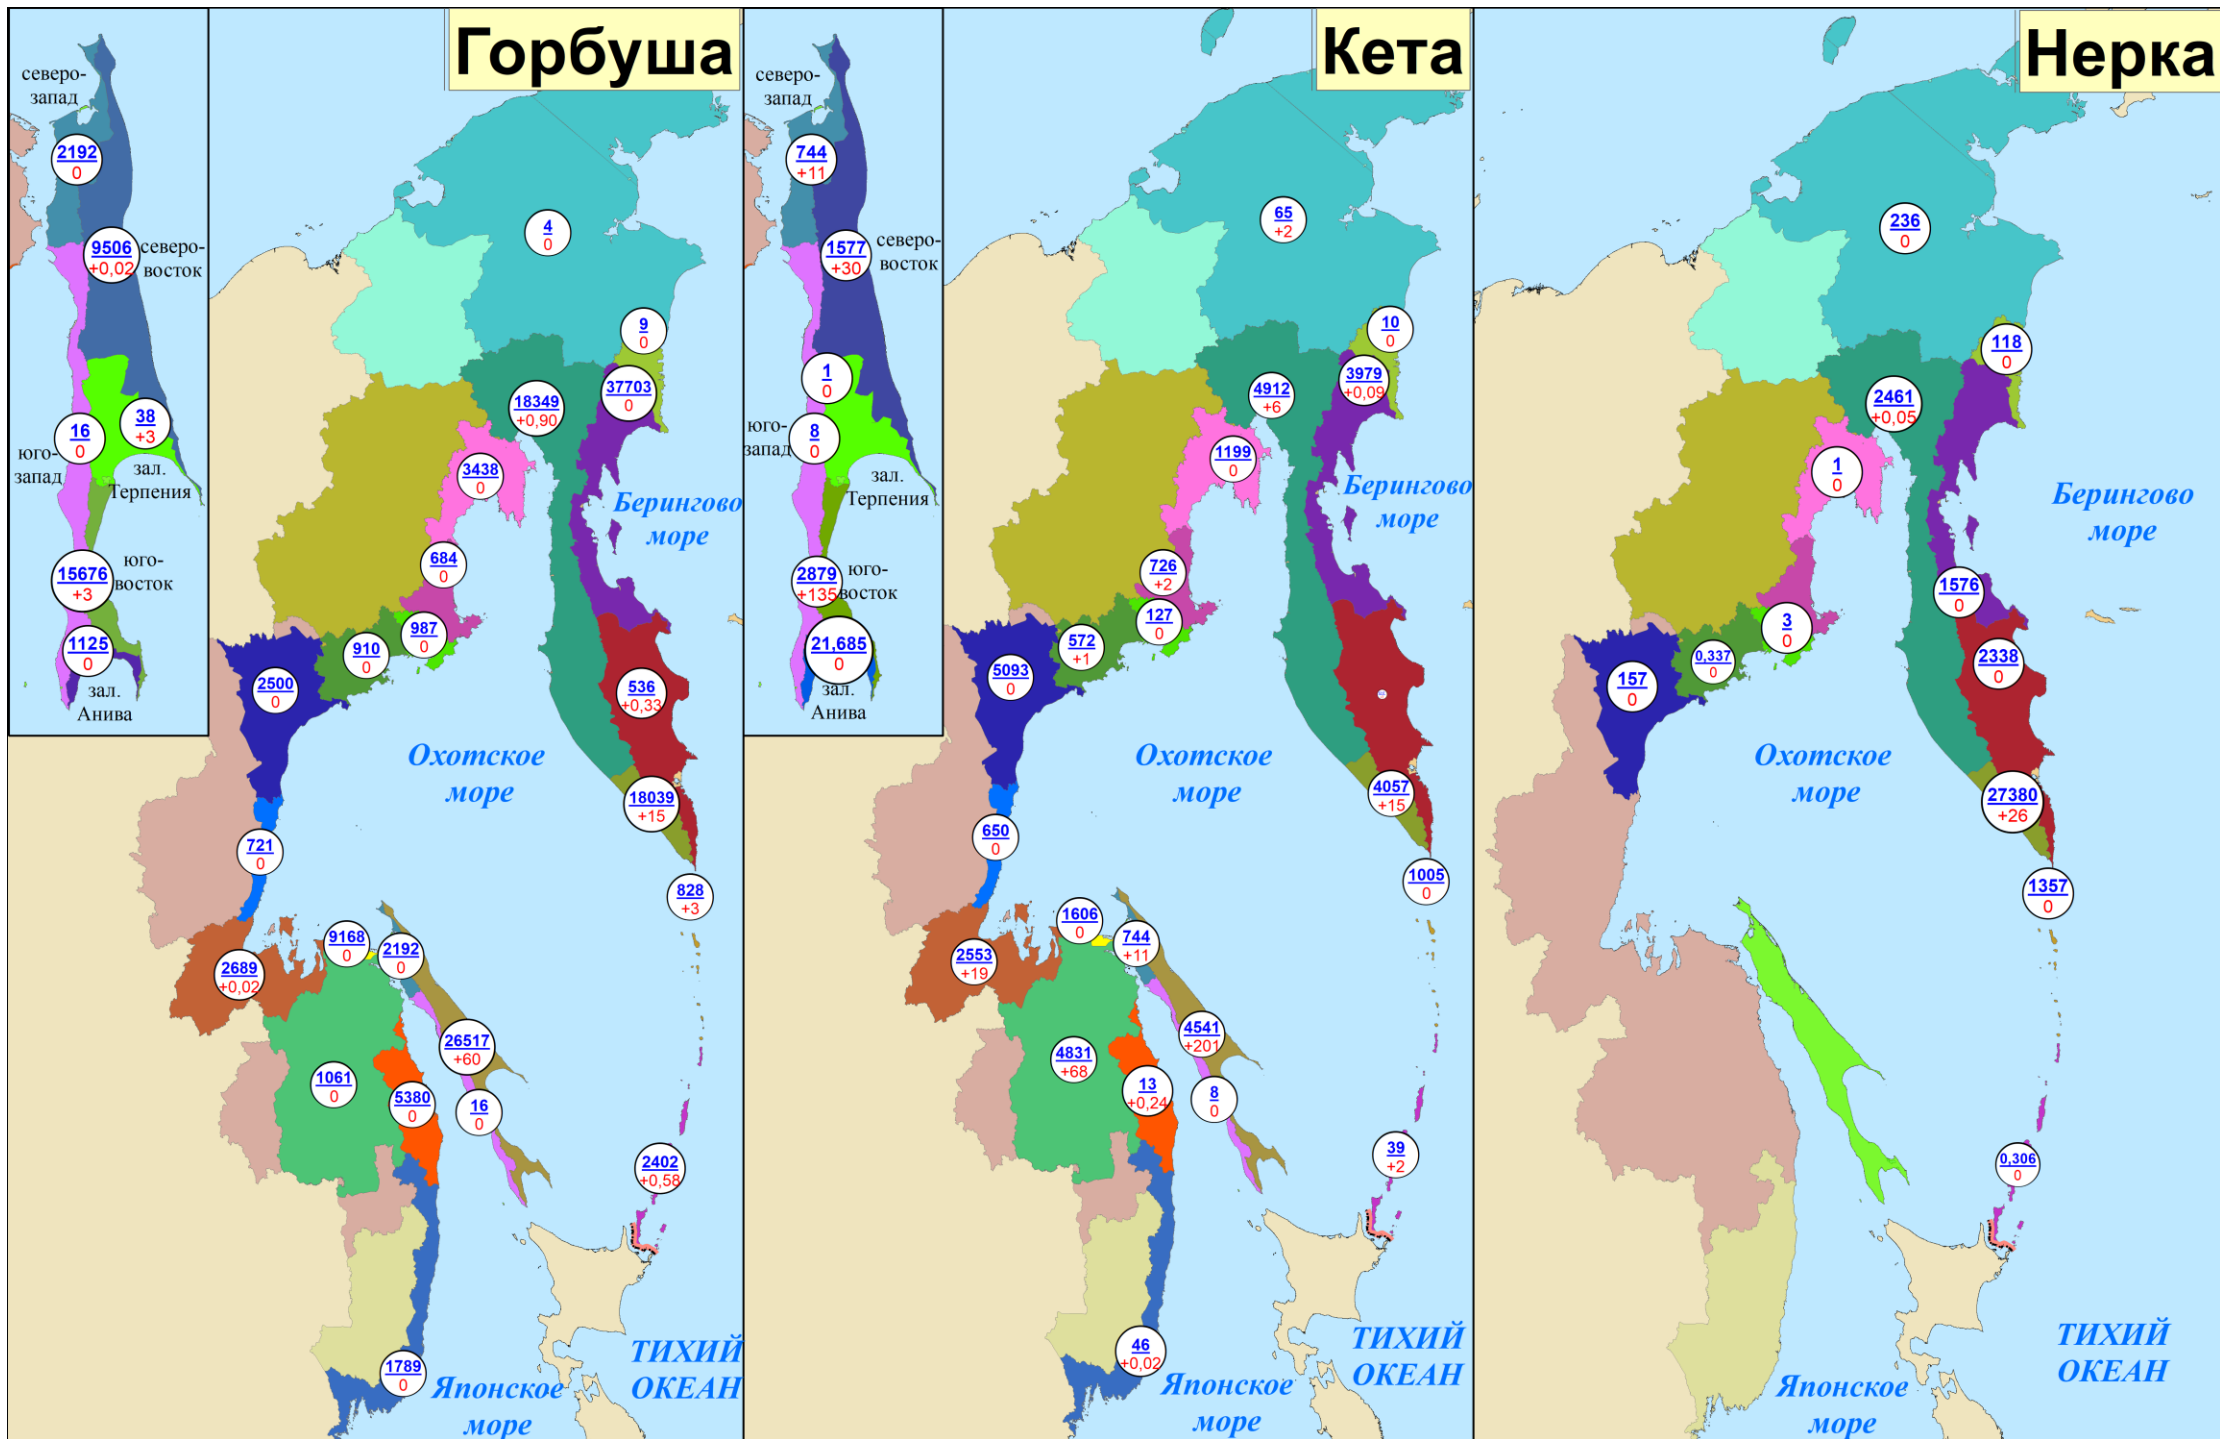 Горбуша
северо-
запад
2192
0
9506
+0,02
северо-
восток
16
0
38
+3
юго-
запад
зал.
Терпения
15676
+3
юго-
восток
1125
0
зал.
Анива
4
0
9
0
37703
0
18349
+0,90
3438
0
Берингово
море
684
0
987
0
910
0
2500
0
536
+0,33
Охотское
море
18039
+15
721
0
828
+3
9168
0
2192
0
2689
+0,02
26517
+60
1061
0
5380
0
16
0
2402
+0,58
1789
0
ТИХИЙ
ОКЕАН
Японское
море
Кета
северо-
запад
744
+11
1577
+30
северо-
восток
1
0
8
0
юго-
запад
зал.
Терпения
2879
+135
юго-
восток
21,685
0
зал.
Анива
65
+2
10
0
3979
+0,09
4912
+6
1199
0
Берингово
море
726
+2
127
0
572
+1
5093
0
Охотское
море
4057
+15
650
0
1005
0
1606
0
744
+11
2553
+19
4541
+201
4831
+68
13
+0,24
8
0
39
+2
46
+0,02
ТИХИЙ
ОКЕАН
Японское
море
Нерка
236
0
118
0
2461
+0,05
1
0
Берингово
море
1576
0
3
0
0,337
0
157
0
2338
0
Охотское
море
27380
+26
1357
0
0,306
0
ТИХИЙ
ОКЕАН
Японское
море